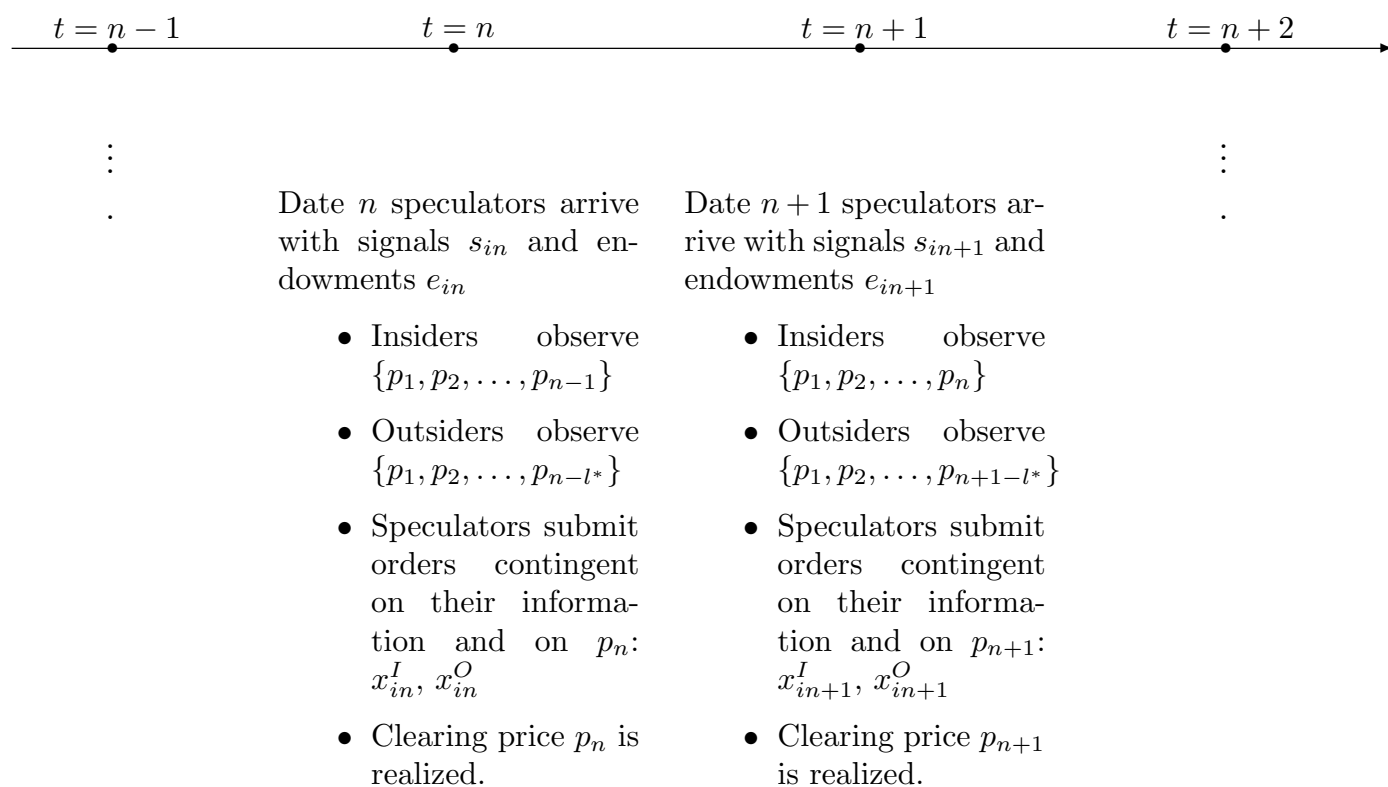 t = n − 1
t = n
t = n + 1
t = n + 2
Date n speculators arrive
with signals s_{in} and en-
dowments e_{in}
• Insiders observe
{p_1, p_2, . . . , p_{n−1}}
• Outsiders observe
{p_1, p_2, . . . , p_{n−l*}}
• Speculators submit
orders contingent
on their informa-
tion and on p_n:
x^I_{in}, x^O_{in}
• Clearing price p_n is
realized.
Date n + 1 speculators ar-
rive with signals s_{in+1} and
endowments e_{in+1}
• Insiders observe
{p_1, p_2, . . . , p_n}
• Outsiders observe
{p_1, p_2, . . . , p_{n+1−l*}}
• Speculators submit
orders contingent
on their informa-
tion and on p_{n+1}:
x^I_{in+1}, x^O_{in+1}
• Clearing price p_{n+1}
is realized.